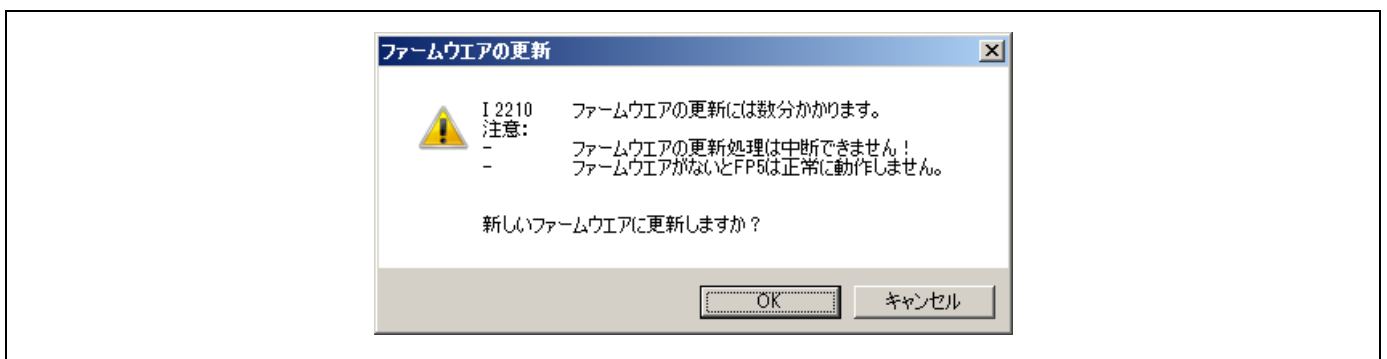 ファームウエアの更新
I 2210 ファームウエアの更新には数分かかります。
注意:
- ファームウエアの更新処理は中断できません!
- ファームウエアがないとFP5は正常に動作しません。
新しいファームウエアに更新しますか?
OK キャンセル